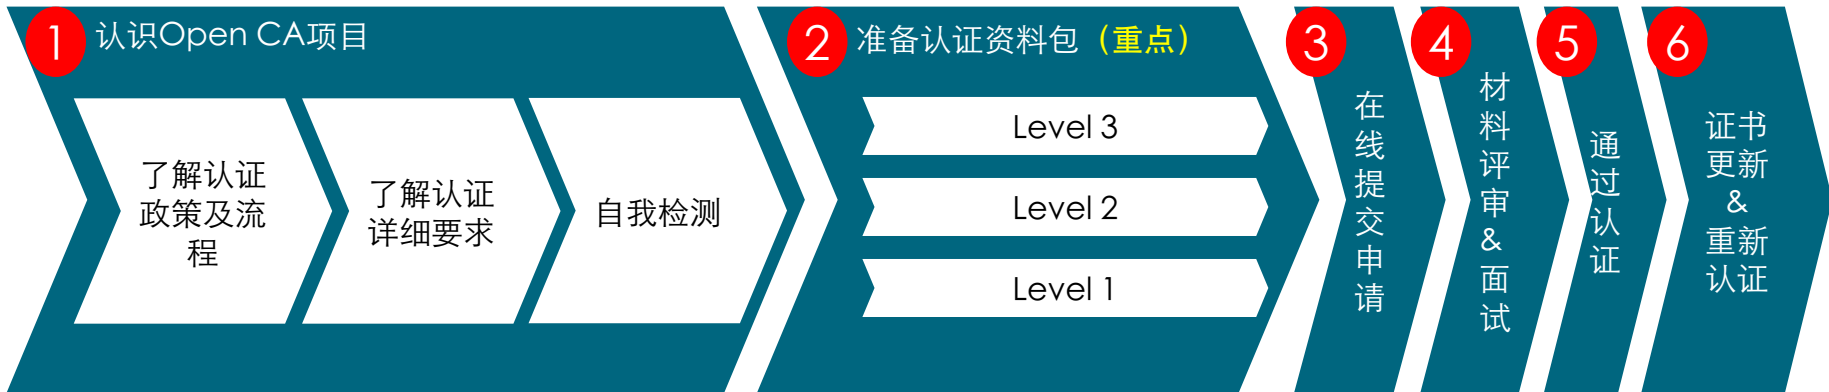 1 认识Open CA项目
了解认证
政策及流
程
了解认证
详细要求
自我检测
2 准备认证资料包（重点）
Level 3
Level 2
Level 1
3
在线提交申请
4
材料评审&面试
5
通过认证
6
证书
更新
&
重新
认证